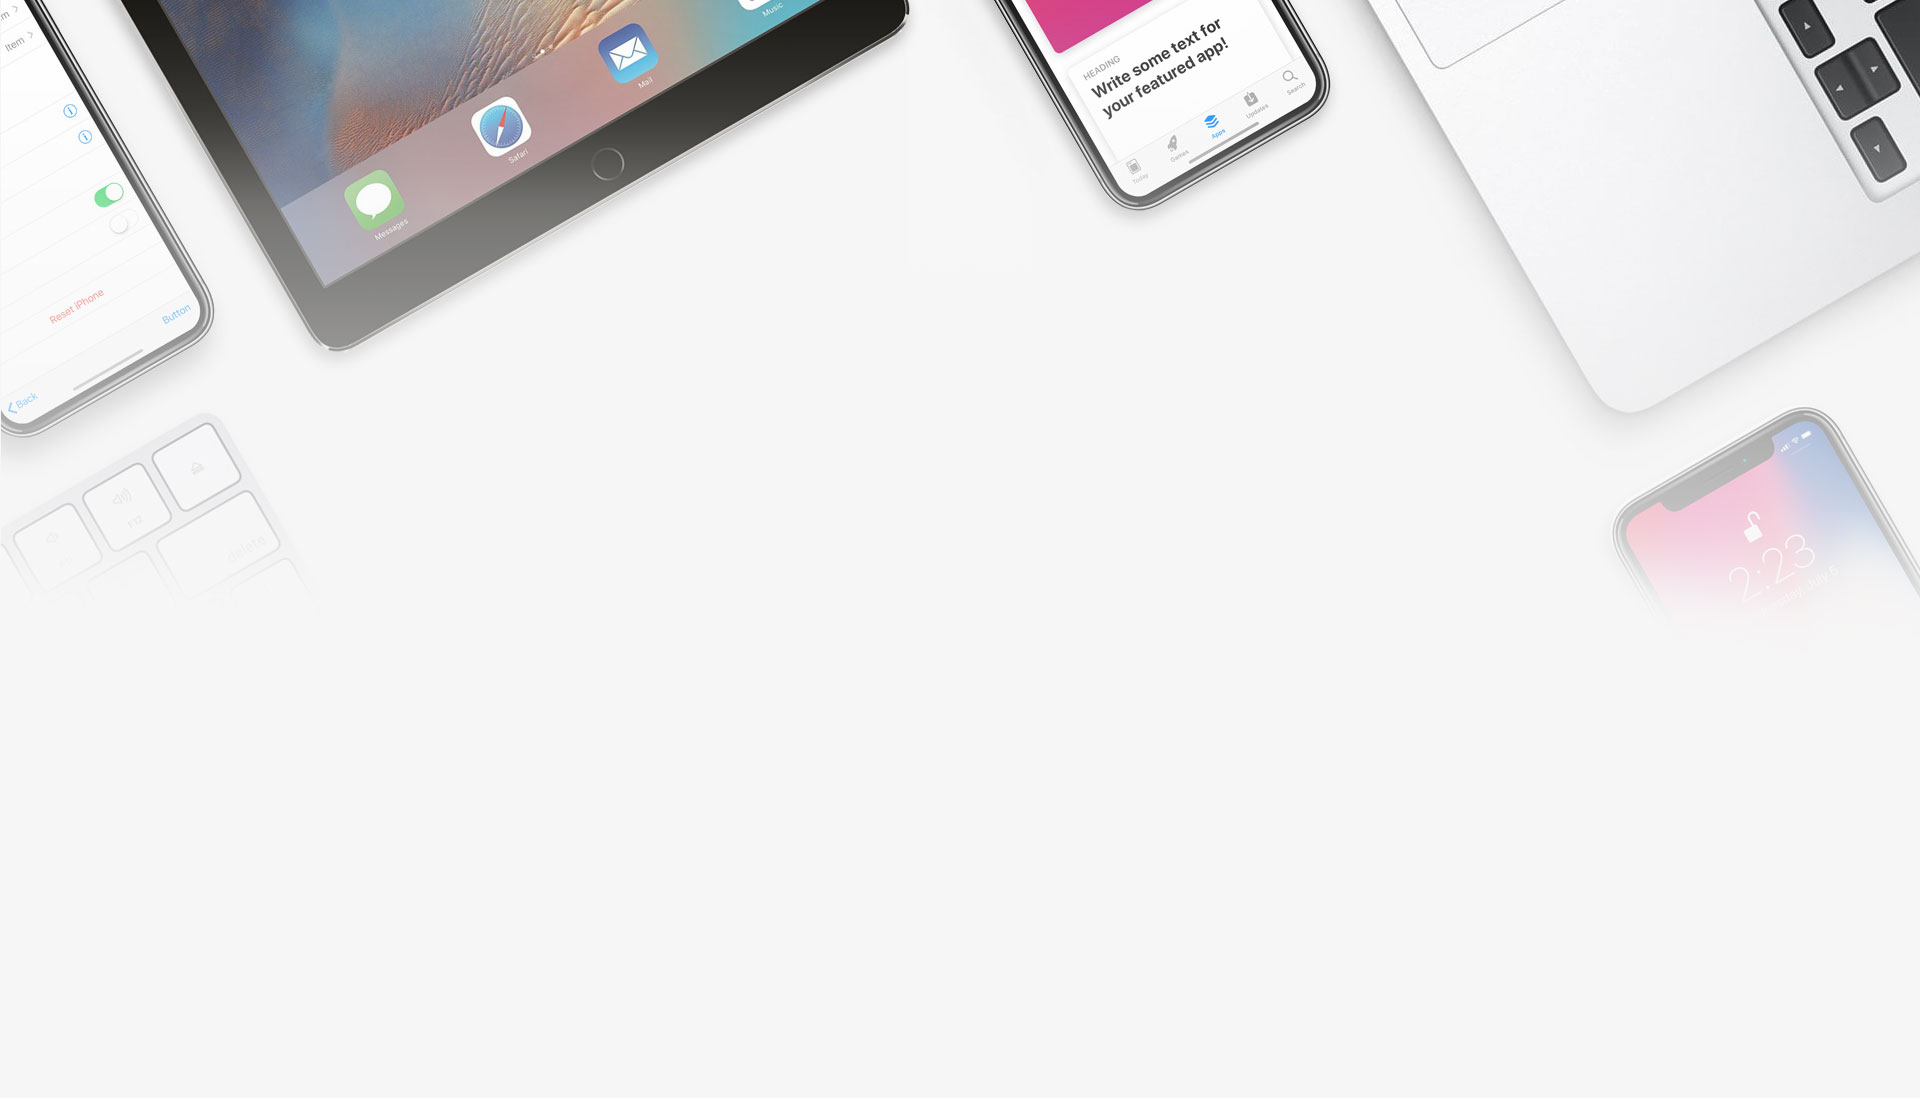 Item
Reset iPhone
Button
Back
Messages
Safari
Mail
Music
HEADING
Write some text for
your featured app!
Today
Games
Apps
Updates
Search
F12
delete
2:23
July 5